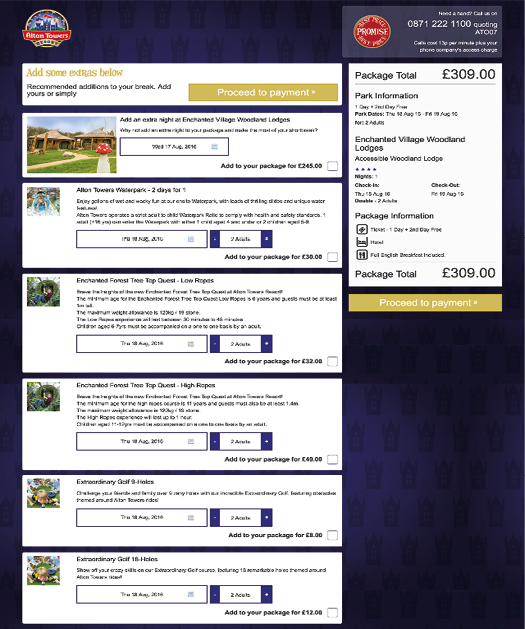 Alton Towers
RESORT
Need a hand? Call us on
0871 222 1100 quoting
ATO07
Calls cost 13p per minute plus your
phone company's access charge
BEST PRICE
PROMISE
BEST PRICE
Add some extras below
Recommended additions to your break. Add
yours or simply
Proceed to payment »
Add an extra night at Enchanted Village Woodland Lodges
Why not add an extra night to your package and make the most of your short break?
Wed 17 Aug, 2016
Add to your package for £245.00
Alton Towers Waterpark - 2 days for 1
Enjoy gallons of wet and wacky fun at our onsite Waterpark, with loads of thrilling slides and unique water
features!
Alton Towers operates a strict adult to child Waterpark Ratio to comply with health and safety standards. 1
adult (+18 yrs) can enter the Waterpark with either 1 child aged 4 and under or 2 children aged 5-8.
Thu 18 Aug, 2016
- 2 Adults +
Add to your package for £30.00
Enchanted Forest Tree Top Quest - Low Ropes
Brave the heights of the new Enchanted Forest Tree Top Quest at Alton Towers Resort!
The minimum age for the Enchanted Forest Tree Top Quest Low Ropes is 6 years and guests must be at least
1m tall.
The maximum weight allowance is 120kg / 19 stone.
The Low Ropes experience will last between 30 minutes to 45 minutes
Children aged 6-7yrs must be accompanied on a one to one basis by an adult.
Thu 18 Aug, 2016
- 2 Adults +
Add to your package for £32.00
Enchanted Forest Tree Top Quest - High Ropes
Brave the heights of the new Enchanted Forest Tree Top Quest at Alton Towers Resort!
The minimum age for the high ropes course is 11 years and guests must also be at least 1.4m.
The maximum weight allowance is 120kg / 19 stone.
The High Ropes experience will last up to 1 hour.
Children aged 11-12yrs must be accompanied on a one to one basis by an adult.
Thu 18 Aug, 2016
- 2 Adults +
Add to your package for £40.00
Extraordinary Golf 9-Holes
Challenge your friends and family over 9 zany holes with our incredible Extraordinary Golf, featuring obstacles
themed around Alton Towers rides!
Thu 18 Aug, 2016
- 2 Adults +
Add to your package for £8.00
Extraordinary Golf 18-Holes
Show off your crazy skills on our Extraordinary Golf course, featuring 18 remarkable holes themed around
Alton Towers rides!!
Thu 18 Aug, 2016
- 2 Adults +
Add to your package for £12.00
Package Total £309.00
Park Information
1 Day + 2nd Day Free
Park Dates: Thu 18 Aug 16 - Fri 19 Aug 16
for: 2 Adults
Enchanted Village Woodland
Lodges
Accessible Woodland Lodge
Nights: 1
Check-In: Check-Out:
Thu 18 Aug 16 Fri 19 Aug 16
Double - 2 Adults
Package Information
Ticket - 1 Day + 2nd Day Free
Hotel
Full English Breakfast Included.
Package Total £309.00
Proceed to payment »